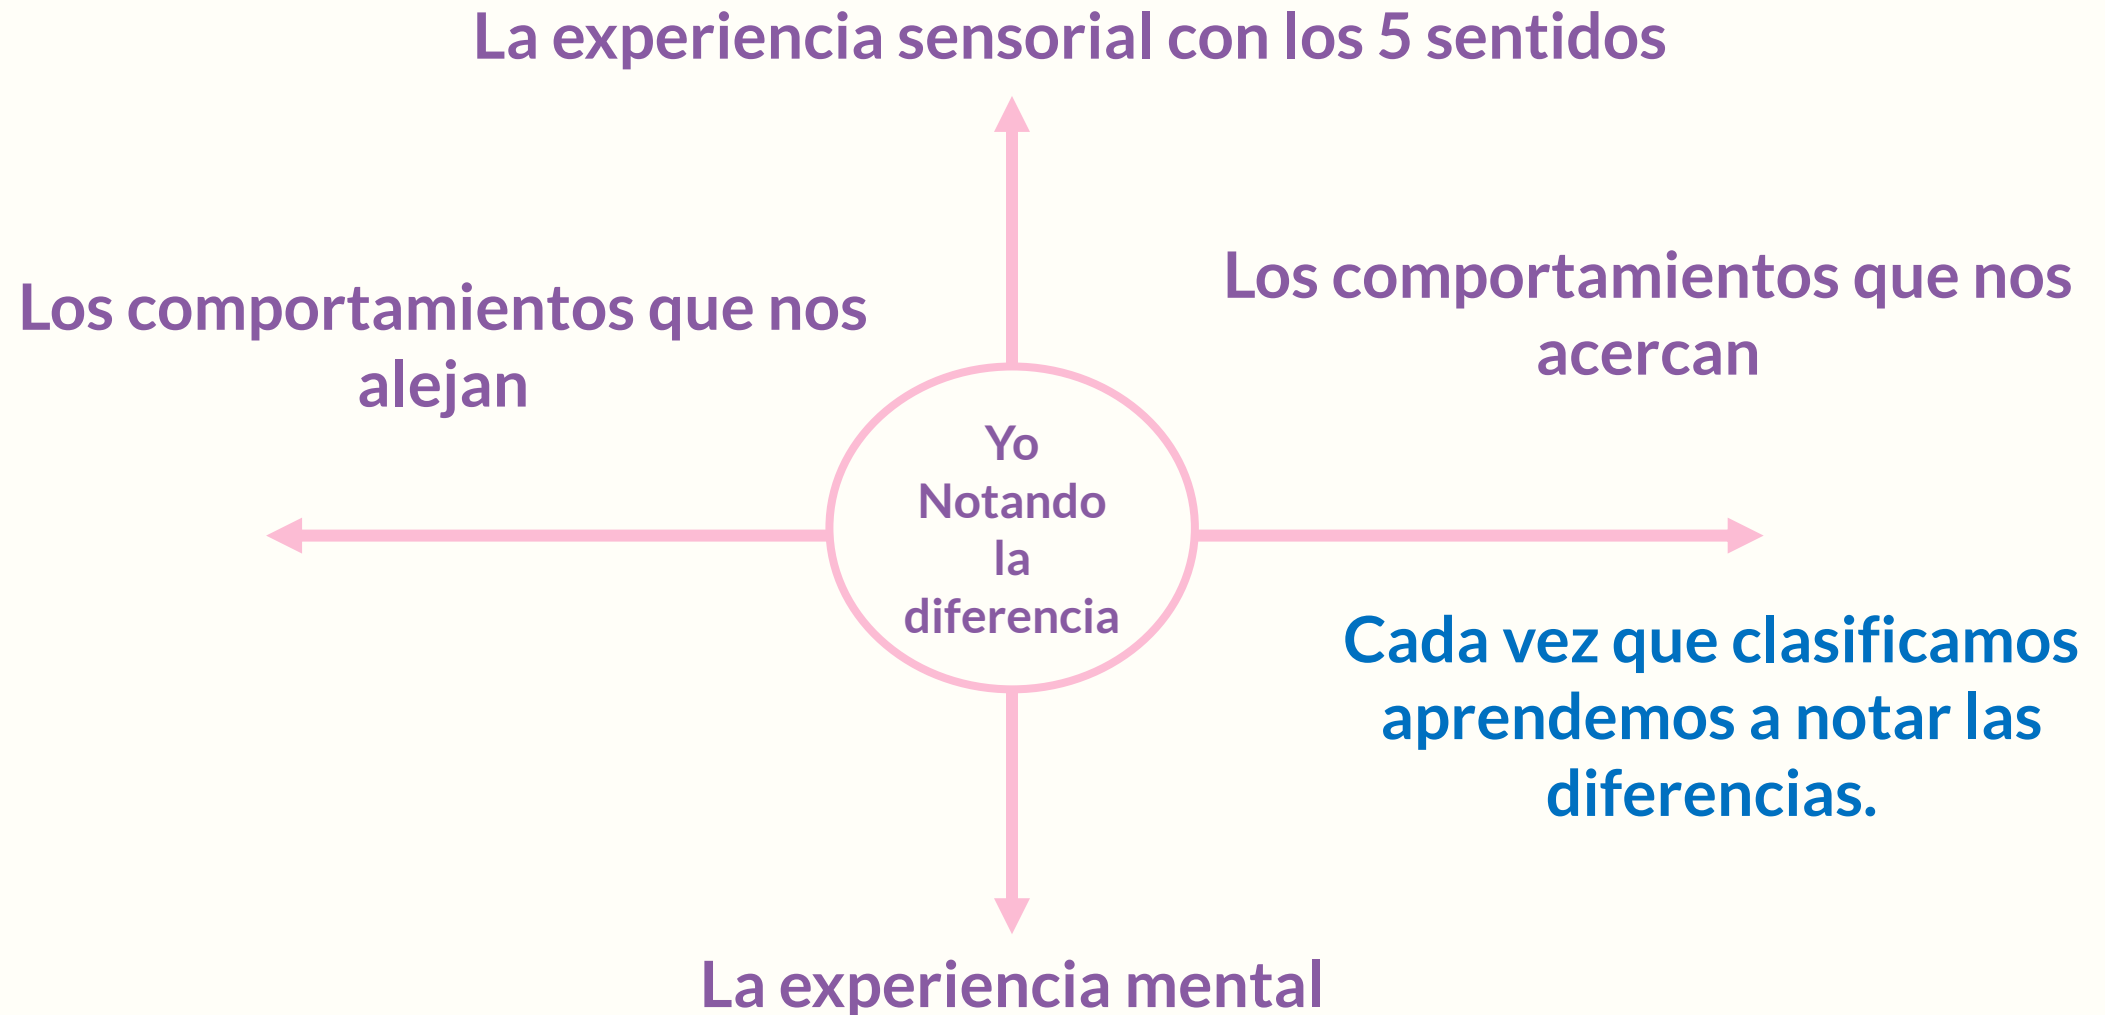 La experiencia sensorial con los 5 sentidos
Los comportamientos que nos
alejan
Los comportamientos que nos
acercan
Yo
Notando
la
diferencia
Cada vez que clasificamos
aprendemos a notar las
diferencias.
La experiencia mental